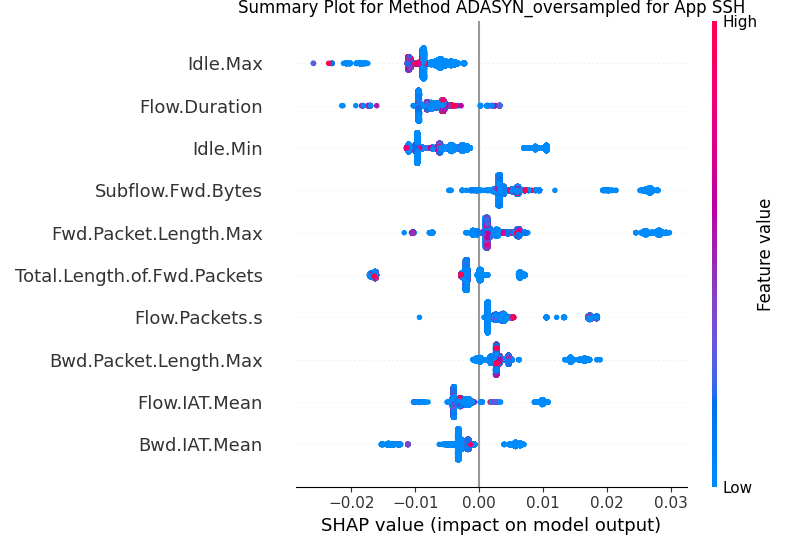 Summary Plot for Method ADASYN_oversampled for App SSH
High
Idle.Max
Flow.Duration
Idle.Min
Subflow.Fwd.Bytes
Fwd.Packet.Length.Max
Total.Length.of.Fwd.Packets
Flow.Packets.s
Bwd.Packet.Length.Max
Flow.IAT.Mean
Bwd.IAT.Mean
Feature value
Low
−0.02 −0.01 0.00 0.01 0.02 0.03
SHAP value (impact on model output)